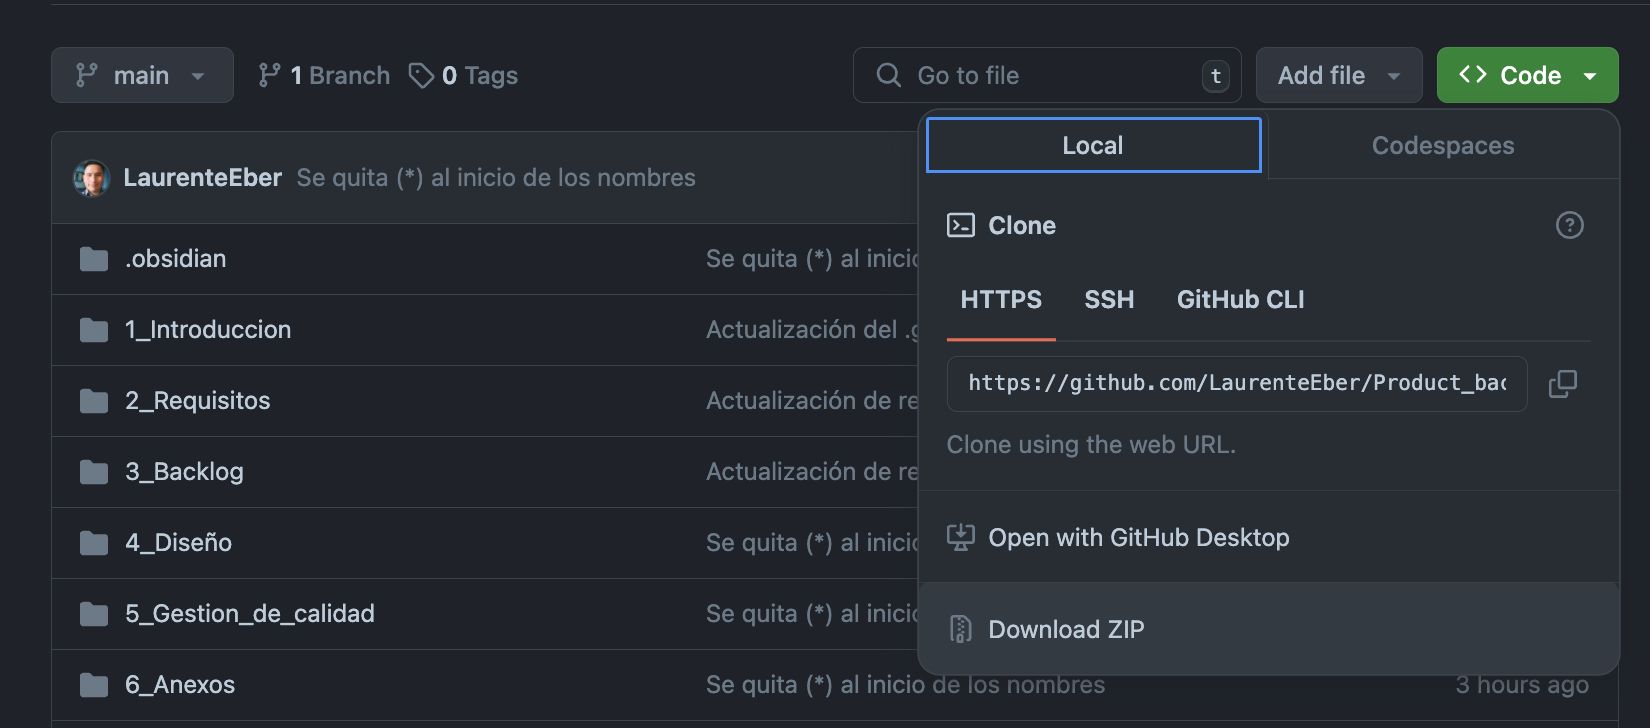 main
1 Branch
0 Tags
Go to file
t
Add file
Code
LaurenteEber Se quita (*) al inicio de los nombres
.obsidian Se quita (*) al inicio
1_Introduccion Actualización del .g
2_Requisitos Actualización de re
3_Backlog Actualización de re
4_Diseño Se quita (*) al inicio
5_Gestion_de_calidad Se quita (*) al inicio
6_Anexos Se quita (*) al inicio de los nombres 3 hours ago
Local
Codespaces
Clone
HTTPS SSH GitHub CLI
https://github.com/LaurenteEber/Product_bac
Clone using the web URL.
Open with GitHub Desktop
Download ZIP